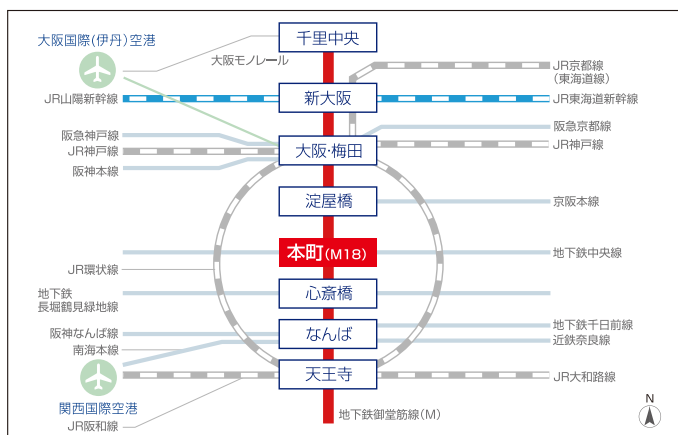 千里中央
大阪国際(伊丹)空港
大阪モノレール
JR京都線
(東海道線)
JR山陽新幹線
新大阪
JR東海道新幹線
阪急神戸線
阪急京都線
JR神戸線
大阪・梅田
JR神戸線
阪神本線
淀屋橋
京阪本線
本町(M18)
地下鉄中央線
JR環状線
地下鉄
長堀鶴見緑地線
心斎橋
阪神なんば線
なんば
地下鉄千日前線
南海本線
近鉄奈良線
天王寺
JR大和路線
関西国際空港
JR阪和線
地下鉄御堂筋線(M)
N